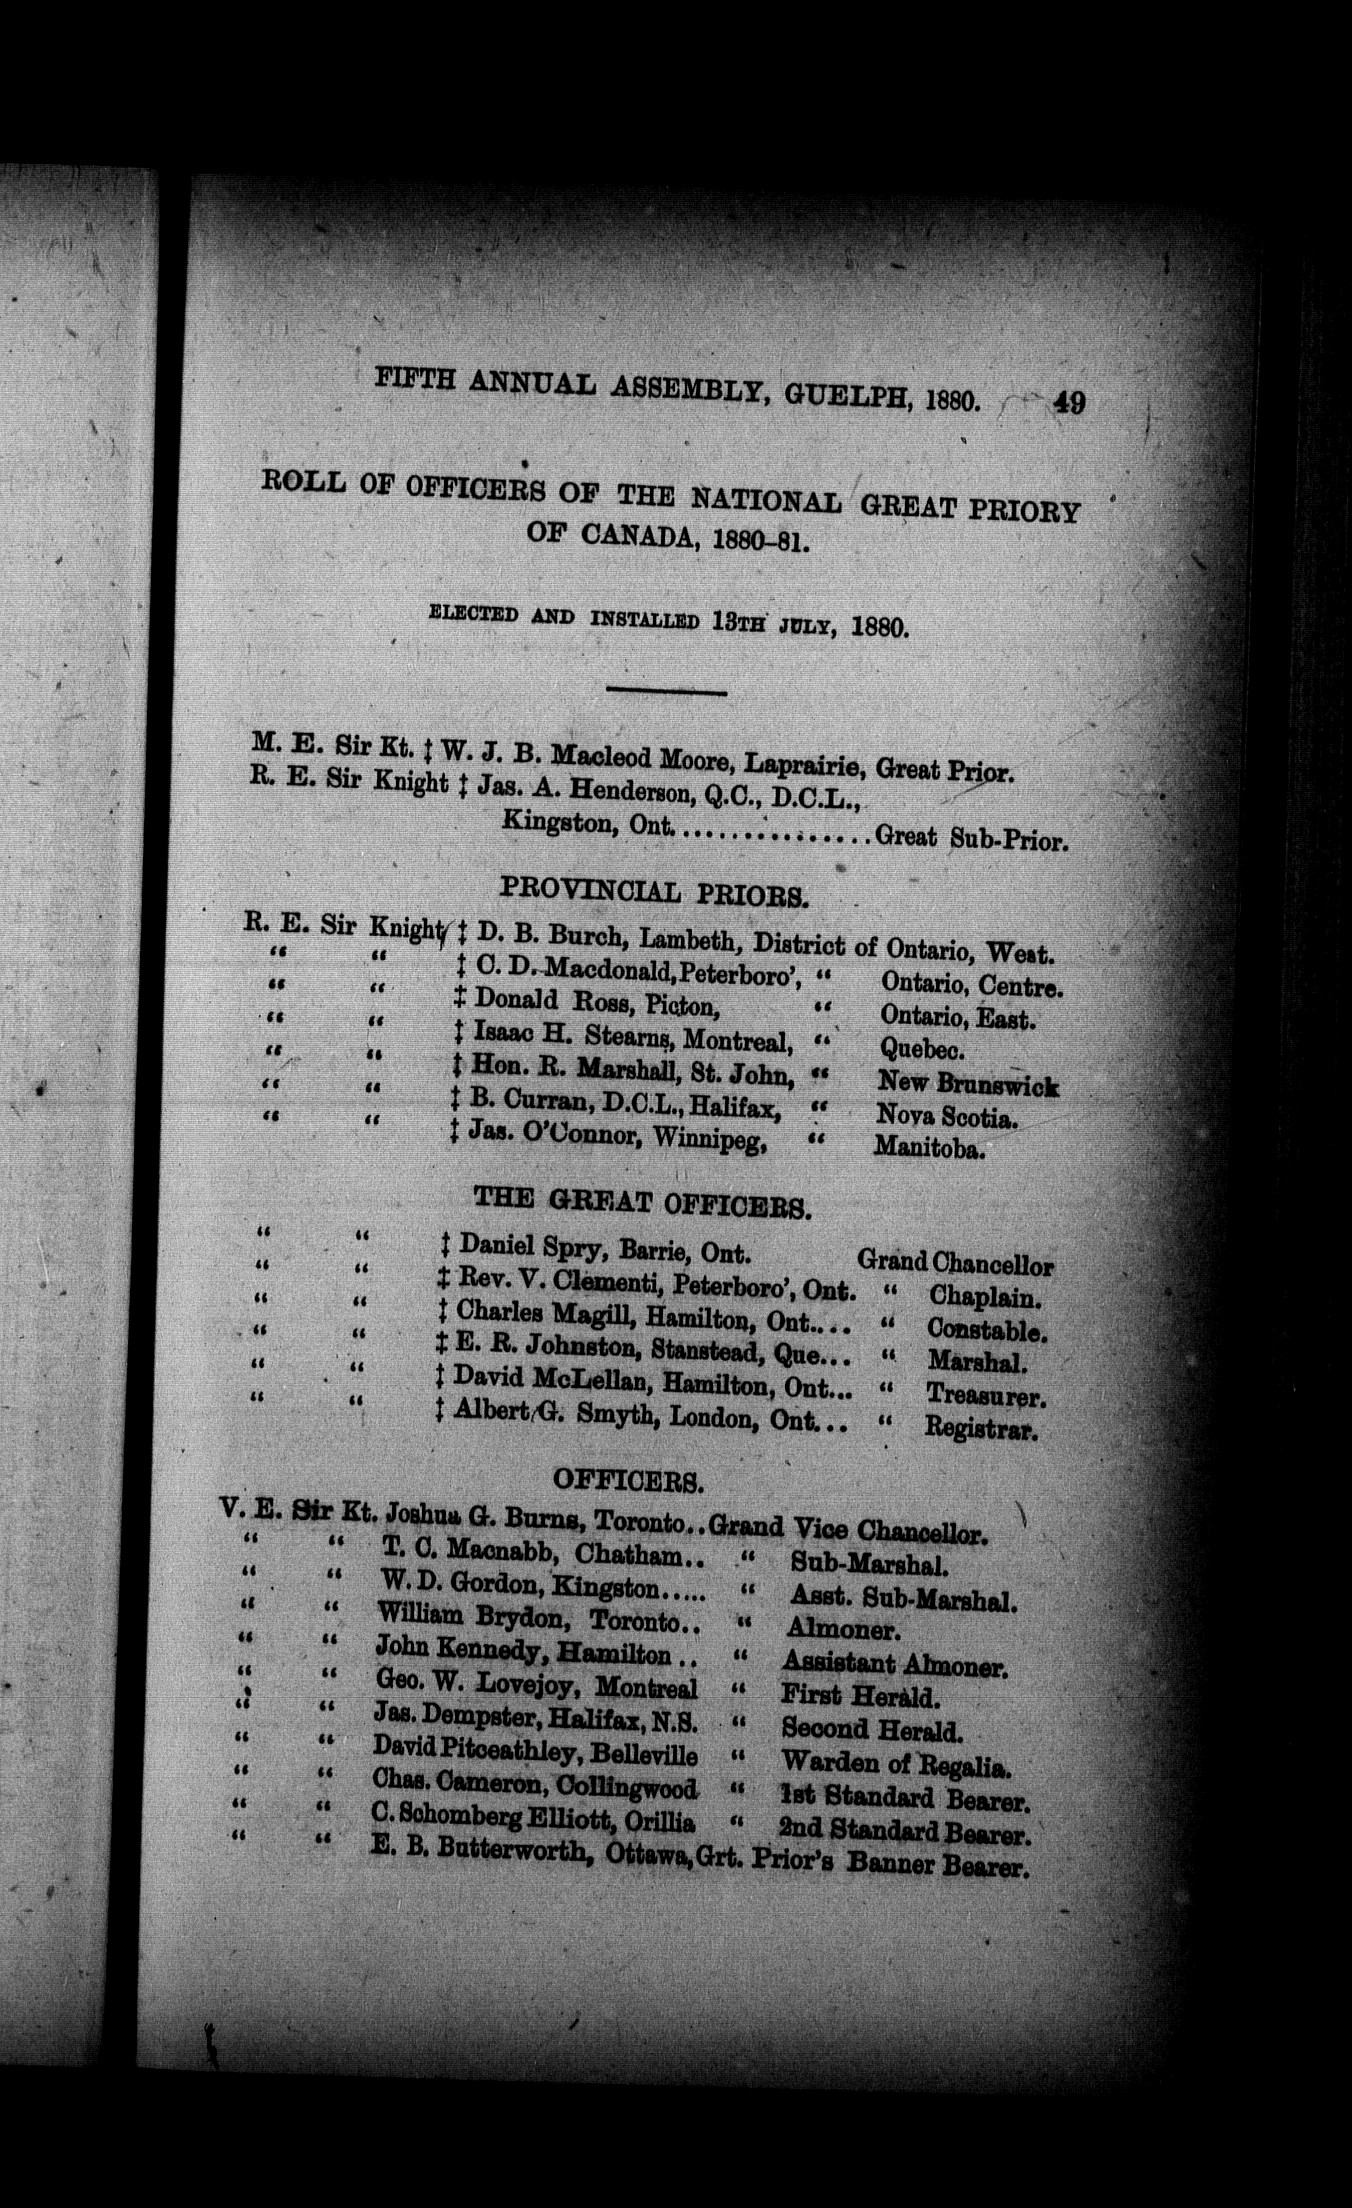 FIFTH ANNUAL ASSEMBLY, GUELPH, 1880. 49
ROLL OF OFFICERS OF THE NATIONAL GREAT PRIORY
OF CANADA, 1880–81.
ELECTED AND INSTALLED 13TH JULY, 1880.
M. E. Sir Kt. ‡ W. J. B. Macleod Moore, Laprairie, Great Prior.
R. E. Sir Knight ‡ Jas. A. Henderson, Q.C., D.C.L.,
Kingston, Ont................Great Sub-Prior.
PROVINCIAL PRIORS.
R. E. Sir Knight ‡ D. B. Burch, Lambeth, District of Ontario, West.
“ “ ‡ C. D. Macdonald, Peterboro’, “ Ontario, Centre.
“ “ ‡ Donald Ross, Picton, “ Ontario, East.
“ “ ‡ Isaac H. Stearns, Montreal, “ Quebec.
“ “ ‡ Hon. R. Marshall, St. John, “ New Brunswick
“ “ ‡ B. Curran, D.C.L., Halifax, “ Nova Scotia.
“ “ ‡ Jas. O’Connor, Winnipeg, “ Manitoba.
THE GREAT OFFICERS.
“ “ ‡ Daniel Spry, Barrie, Ont. Grand Chancellor
“ “ ‡ Rev. V. Clementi, Peterboro’, Ont. “ Chaplain.
“ “ ‡ Charles Magill, Hamilton, Ont.... “ Constable.
“ “ ‡ E. R. Johnston, Stanstead, Que... “ Marshal.
“ “ ‡ David McLellan, Hamilton, Ont... “ Treasurer.
“ “ ‡ Albert G. Smyth, London, Ont... “ Registrar.
OFFICERS.
V. E. Sir Kt. Joshua G. Burns, Toronto..Grand Vice Chancellor.
“ “ T. C. Macnabb, Chatham.. “ Sub-Marshal.
“ “ W. D. Gordon, Kingston..... “ Asst. Sub-Marshal.
“ “ William Brydon, Toronto.. “ Almoner.
“ “ John Kennedy, Hamilton .. “ Assistant Almoner.
“ “ Geo. W. Lovejoy, Montreal “ First Herald.
“ “ Jas. Dempster, Halifax, N.S. “ Second Herald.
“ “ David Pitceathley, Belleville “ Warden of Regalia.
“ “ Chas. Cameron, Collingwood “ 1st Standard Bearer.
“ “ C. Schomberg Elliott, Orillia “ 2nd Standard Bearer.
“ “ E. B. Butterworth, Ottawa, Grt. Prior’s Banner Bearer.